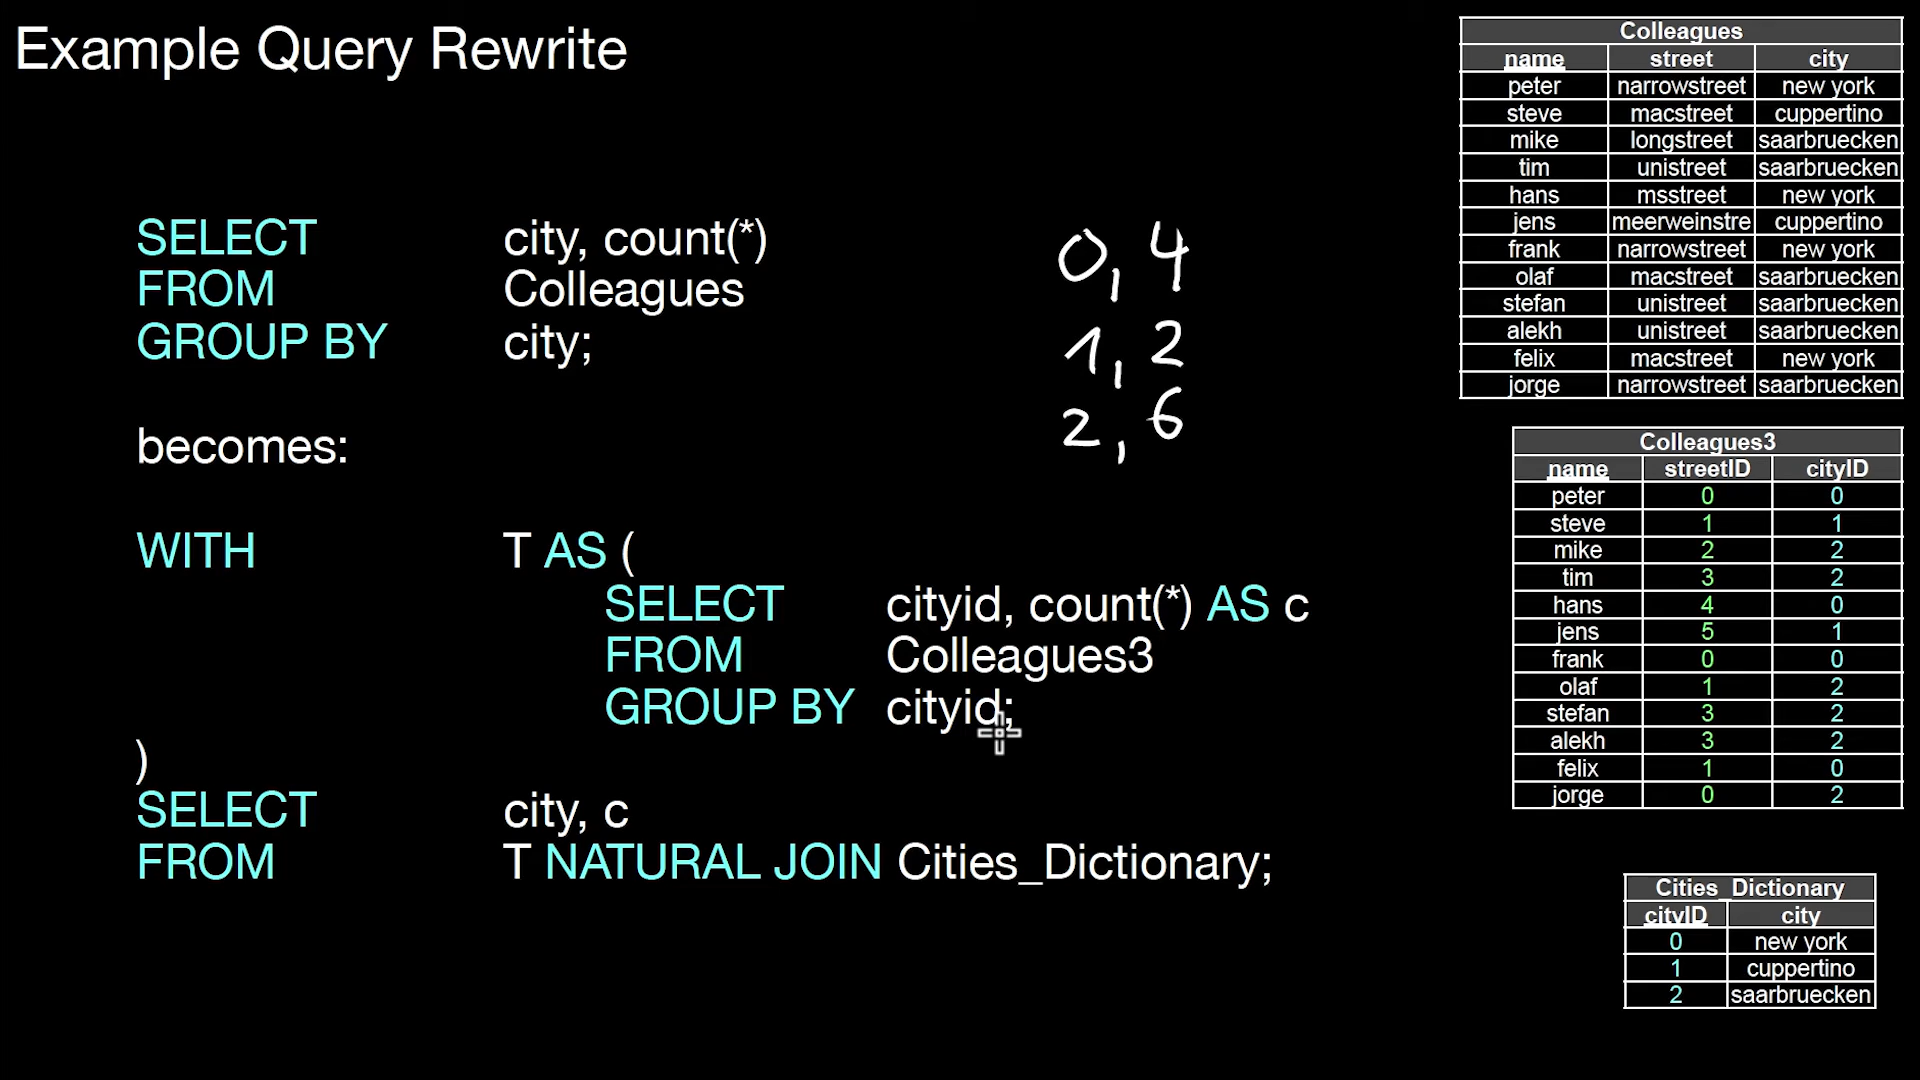 Example Query Rewrite
SELECT city, count(*)
FROM Colleagues
GROUP BY city;
becomes:
WITH T AS (
SELECT cityid, count(*) AS c
FROM Colleagues3
GROUP BY cityid;
)
SELECT city, c
FROM T NATURAL JOIN Cities_Dictionary;
0, 4
1, 2
2, 6
Colleagues
name street city
peter narrowstreet new york
steve macstreet cuppertino
mike longstreet saarbruecken
tim unistreet saarbruecken
hans msstreet new york
jens meerweinstre cuppertino
frank narrowstreet new york
olaf macstreet saarbruecken
stefan unistreet saarbruecken
alekh unistreet saarbruecken
felix macstreet new york
jorge narrowstreet saarbruecken
Colleagues3
name streetID cityID
peter 0 0
steve 1 1
mike 2 2
tim 3 2
hans 4 0
jens 5 1
frank 0 0
olaf 1 2
stefan 3 2
alekh 3 2
felix 1 0
jorge 0 2
Cities_Dictionary
cityID city
0 new york
1 cuppertino
2 saarbruecken